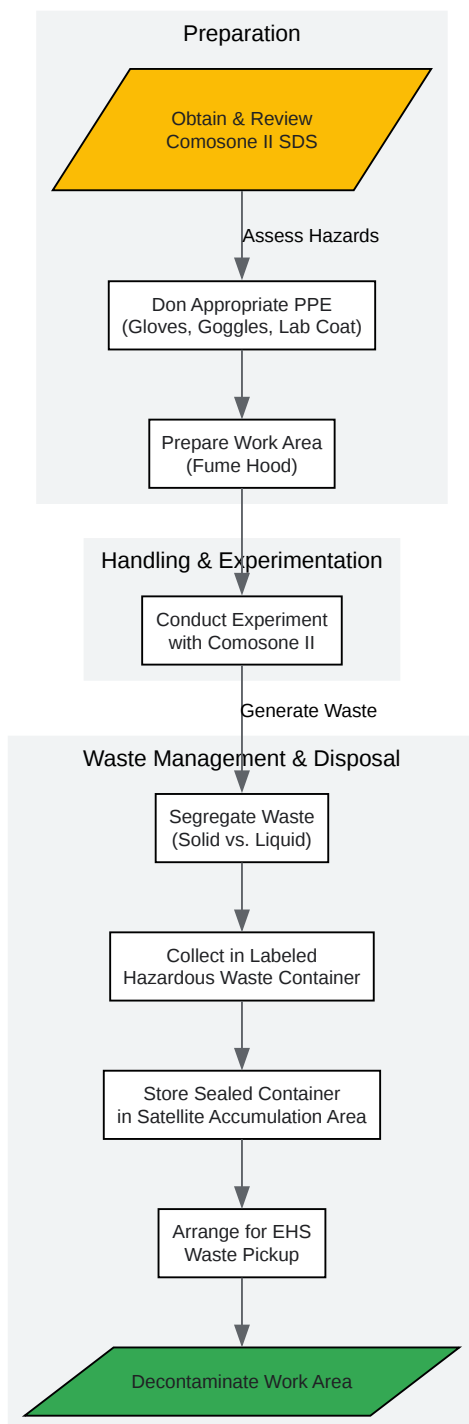 Preparation
Obtain & Review
Comosone II SDS
Assess Hazards
Don Appropriate PPE
(Gloves, Goggles, Lab Coat)
Prepare Work Area
(Fume Hood)
Handling & Experimentation
Conduct Experiment
with Comosone II
Generate Waste
Waste Management & Disposal
Segregate Waste
(Solid vs. Liquid)
Collect in Labeled
Hazardous Waste Container
Store Sealed Container
in Satellite Accumulation Area
Arrange for EHS
Waste Pickup
Decontaminate Work Area